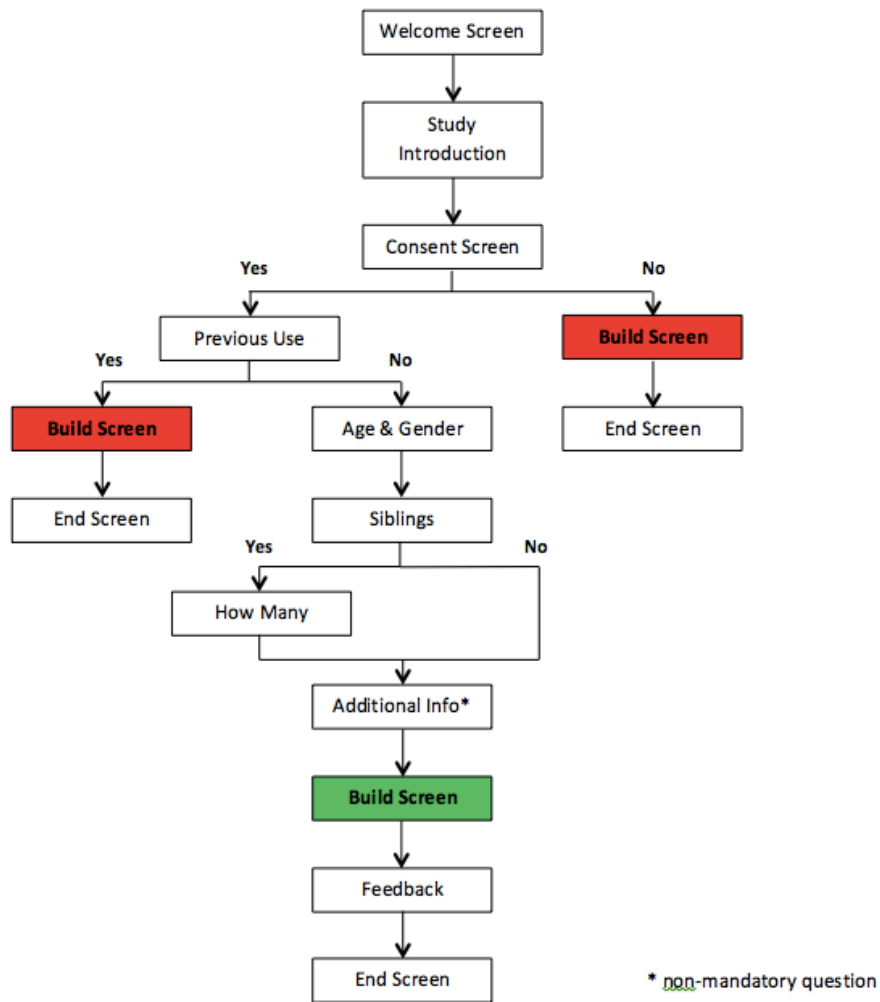 Welcome Screen
Study
Introduction
Consent Screen
Yes
No
Previous Use
Build Screen
Yes
No
Build Screen
Age & Gender
End Screen
End Screen
Siblings
Yes
No
How Many
Additional Info*
Build Screen
Feedback
End Screen
* non-mandatory question